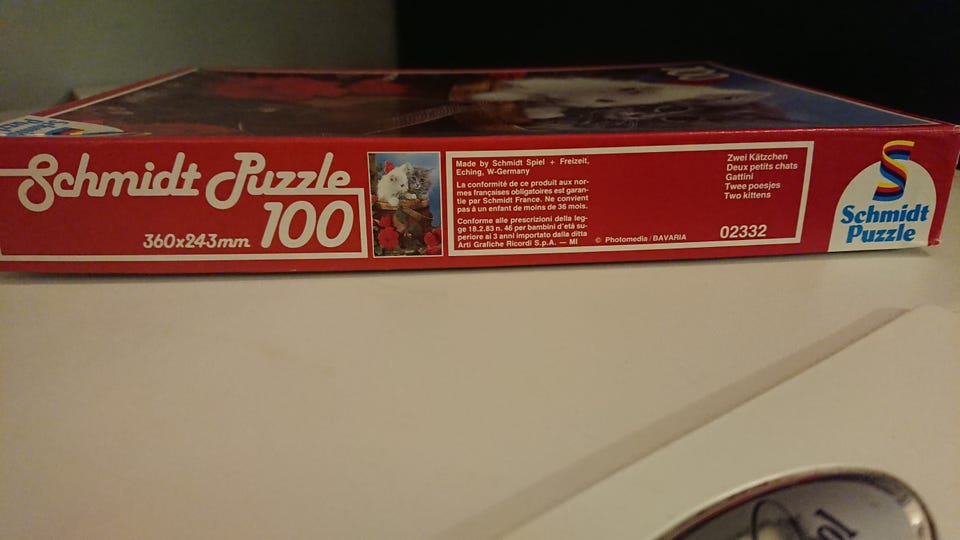 Schmidt Puzzle
100
360x243mm
Made by Schmidt Spiel + Freizeit,
Eching, W-Germany
La conformité de ce produit aux nor-
mes françaises obligatoires est garan-
tie par Schmidt France. Ne convient
pas à un enfant de moins de 36 mois.
Conforme alle prescrizioni della leg-
ge 18.2.83 n. 46 per bambini d'età su-
periore ai 3 anni importato dalla ditta
Arti Grafiche Ricordi S.p.A. — MI
© Photomedia/BAVARIA
Zwei Kätzchen
Deux petits chats
Gattini
Twee poesjes
Two kittens
02332
Schmidt
Puzzle
100